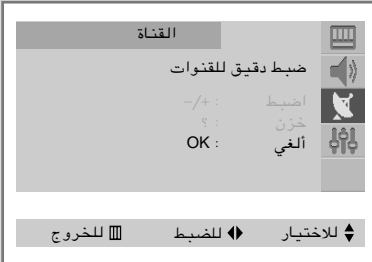 القناة
ضبط دقيق للقنوات
اضبط : +/-
خزن : ؟
ألغي : OK
للاختيار للضبط للخروج